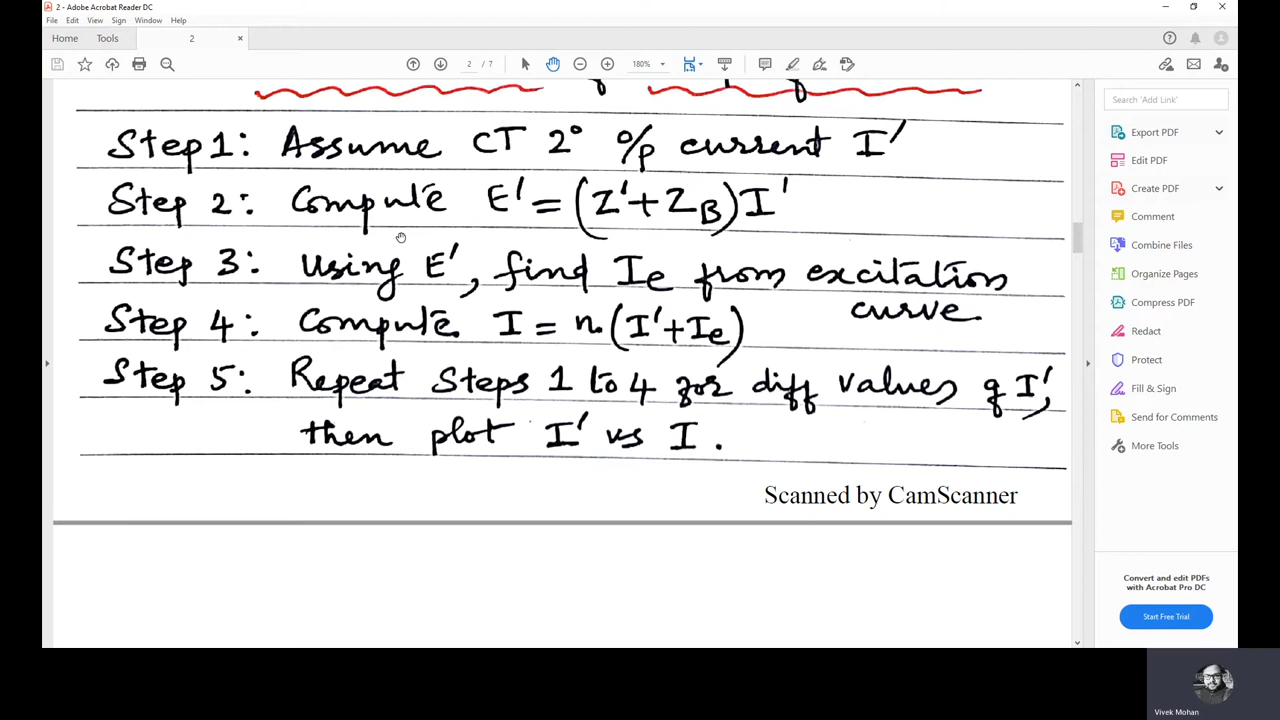 2 - Adobe Acrobat Reader DC
File Edit View Sign Window Help
Home Tools 2 ×
2 / 7 180%
Step 1: Assume CT 2° o/p current I'
Step 2: Compute E' = (Z' + Z_B) I'
Step 3: Using E', find Ie from excitation
curve.
Step 4: Compute I = n.(I' + Ie)
Step 5: Repeat Steps 1 to 4 for diff values of I',
then plot I' vs I.
Scanned by CamScanner
Search 'Add Link'
Export PDF
Edit PDF
Create PDF
Comment
Combine Files
Organize Pages
Compress PDF
Redact
Protect
Fill & Sign
Send for Comments
More Tools
Convert and edit PDFs
with Acrobat Pro DC
Start Free Trial
Vivek Mohan